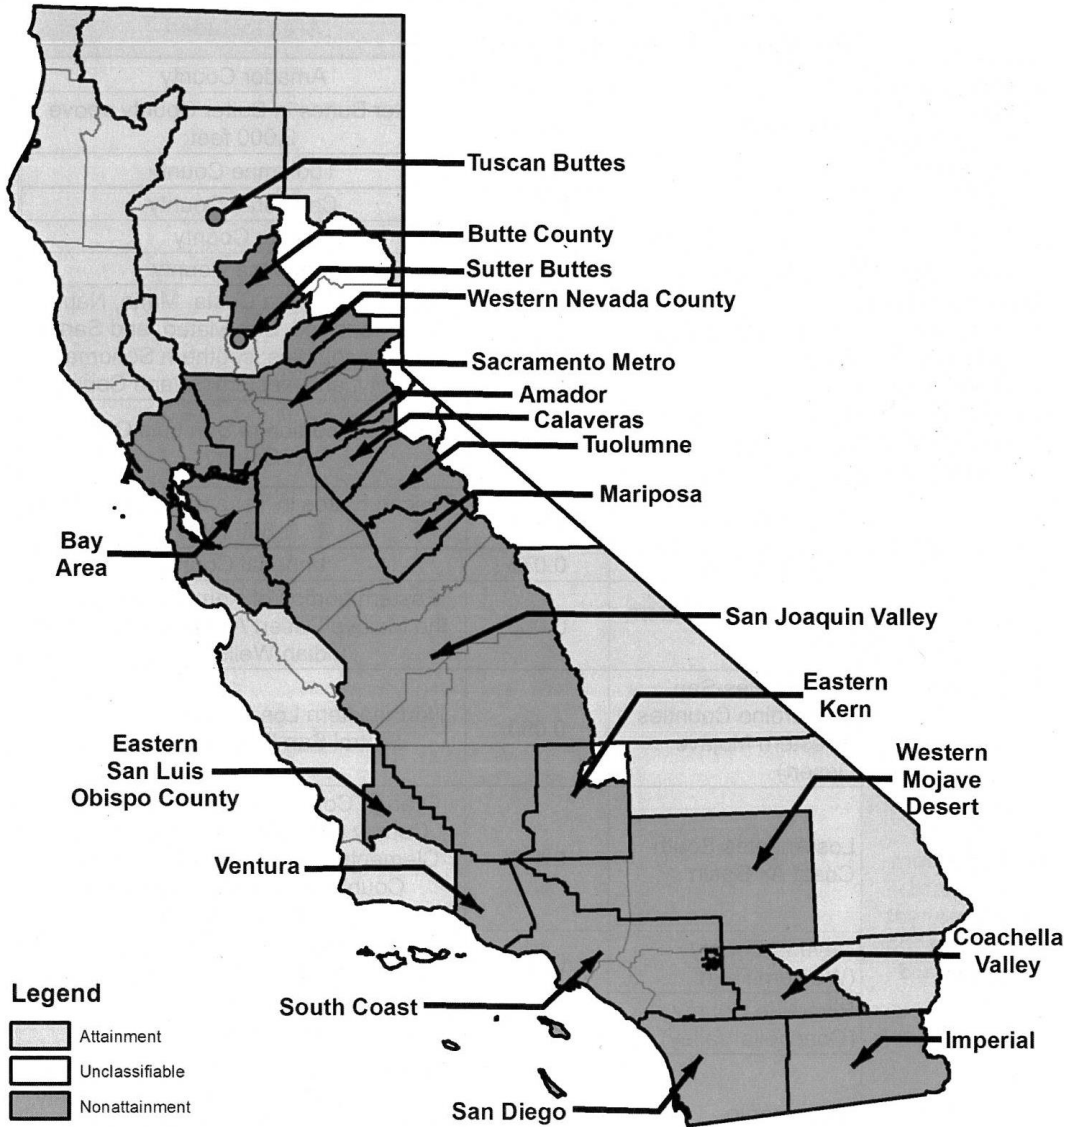 Amador County
Tuscan Buttes
Butte County
Sutter Buttes
Western Nevada County
Sacramento Metro
Amador
Calaveras
Tuolumne
Mariposa
Bay
Area
San Joaquin Valley
Eastern
Kern
Eastern
San Luis
Obispo County
Western
Mojave
Desert
Ventura
Coachella
Valley
South Coast
Imperial
San Diego
Legend
Attainment
Unclassifiable
Nonattainment